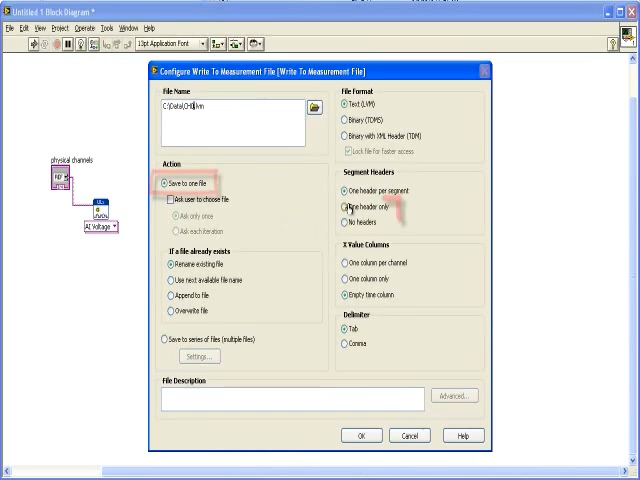 Untitled 1 Block Diagram *
File Edit View Project Operate Tools Window Help
13pt Application Font
physical channels
AI Voltage
Configure Write To Measurement File [Write To Measurement File]
File Name
Action
Save to one file
Ask user to choose file
Ask only once
Ask each iteration
If a file already exists
Rename existing file
Use next available file name
Append to file
Overwrite file
Save to series of files (multiple files)
Settings...
File Description
File Format
Text (LVM)
Binary (TDMS)
Binary with XML Header (TDM)
Lock file for faster access
Segment Headers
One header per segment
One header only
No headers
X Value Columns
One column per channel
One column only
Empty time column
Delimiter
Tab
Comma
Advanced...
OK Cancel Help